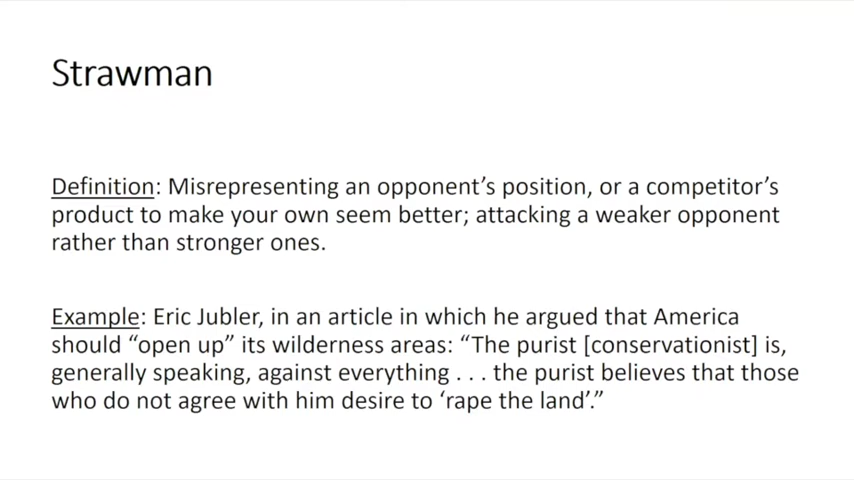 Strawman
Definition: Misrepresenting an opponent’s position, or a competitor’s
product to make your own seem better; attacking a weaker opponent
rather than stronger ones.
Example: Eric Jubler, in an article in which he argued that America
should “open up” its wilderness areas: “The purist [conservationist] is,
generally speaking, against everything . . . the purist believes that those
who do not agree with him desire to ‘rape the land’.”